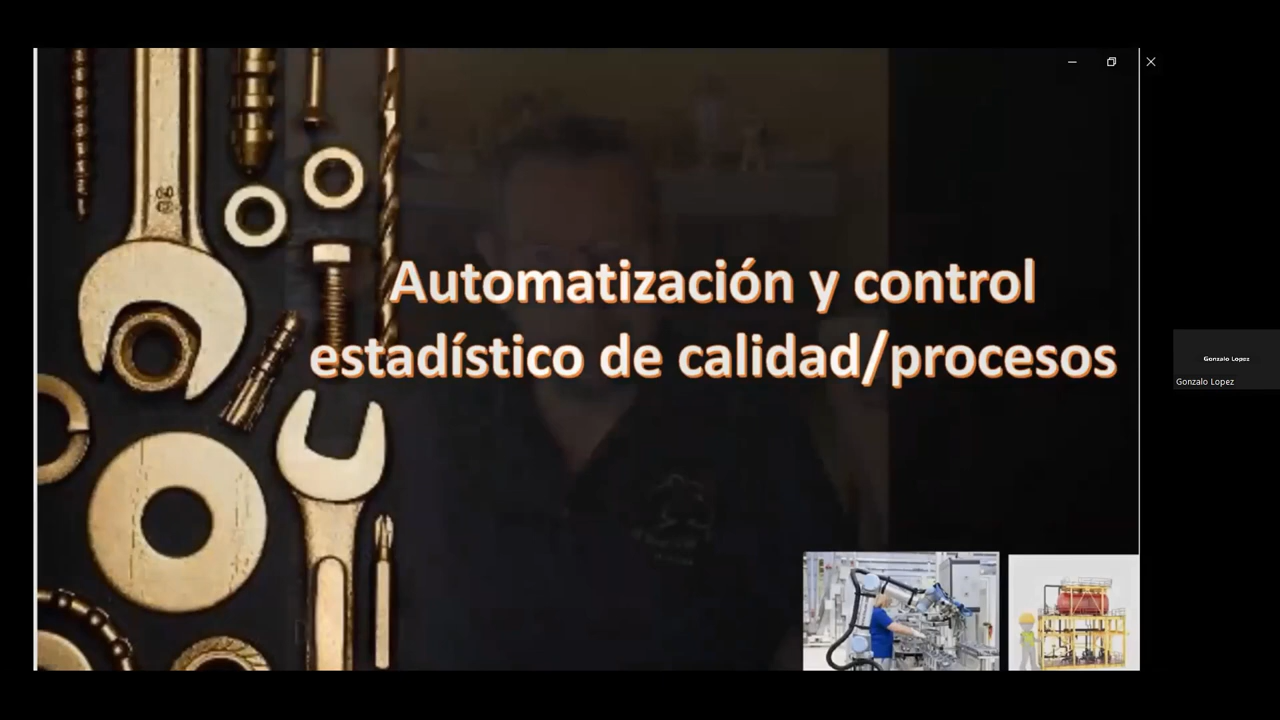 Automatización y control
estadístico de calidad/procesos
Gonzalo Lopez
Gonzalo Lopez